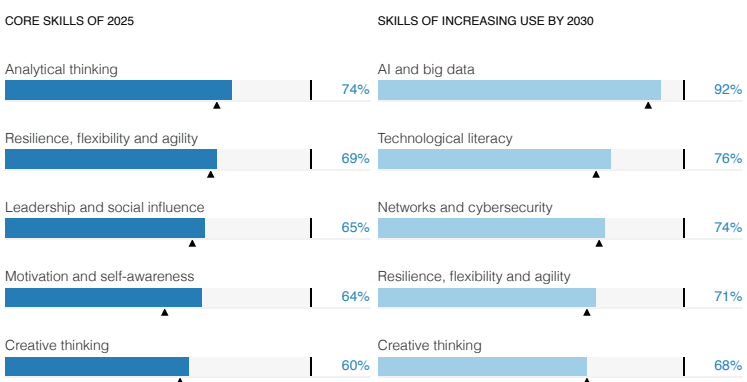 CORE SKILLS OF 2025
Analytical thinking
74%
Resilience, flexibility and agility
69%
Leadership and social influence
65%
Motivation and self-awareness
64%
Creative thinking
60%
SKILLS OF INCREASING USE BY 2030
AI and big data
92%
Technological literacy
76%
Networks and cybersecurity
74%
Resilience, flexibility and agility
71%
Creative thinking
68%